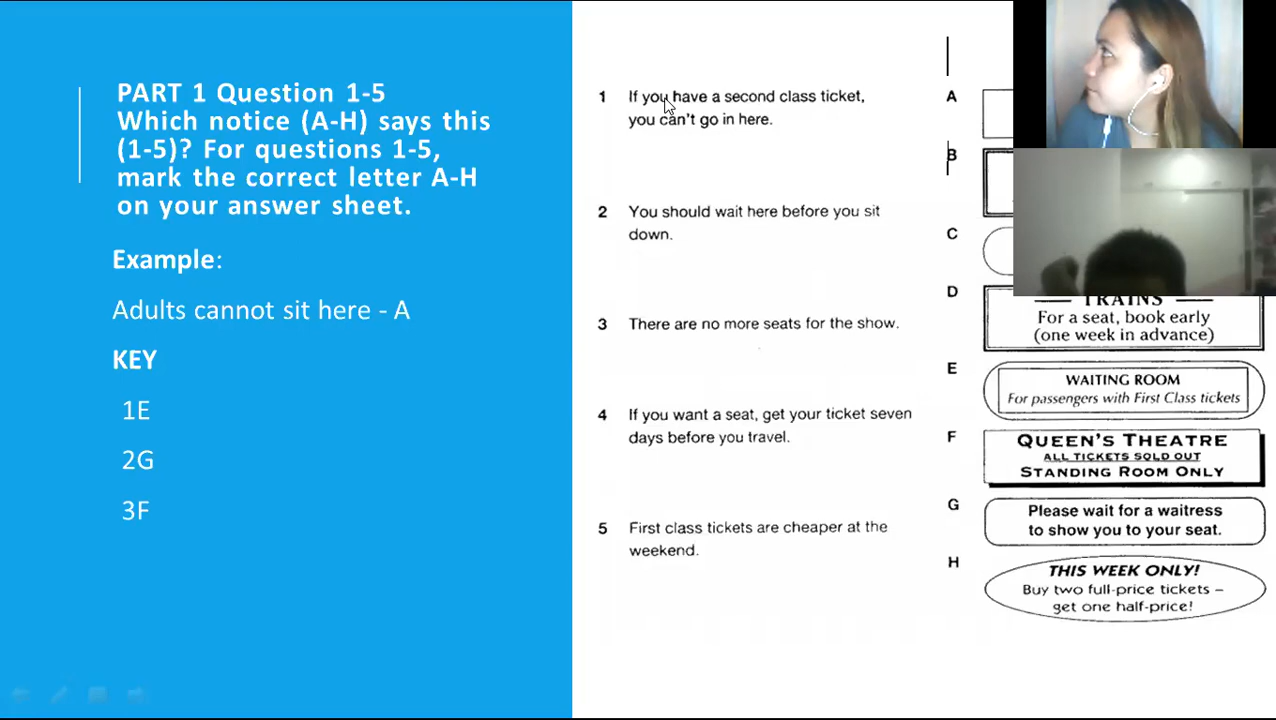 PART 1 Question 1-5
Which notice (A-H) says this
(1-5)? For questions 1-5,
mark the correct letter A-H
on your answer sheet.
Example:
Adults cannot sit here - A
KEY
1E
2G
3F
1 If you have a second class ticket,
you can't go in here.
2 You should wait here before you sit
down.
3 There are no more seats for the show.
4 If you want a seat, get your ticket seven
days before you travel.
5 First class tickets are cheaper at the
weekend.
A
B
C
D
TRAINS
For a seat, book early
(one week in advance)
E
WAITING ROOM
For passengers with First Class tickets
F
QUEEN'S THEATRE
ALL TICKETS SOLD OUT
STANDING ROOM ONLY
G
Please wait for a waitress
to show you to your seat.
H
THIS WEEK ONLY!
Buy two full-price tickets –
get one half-price!